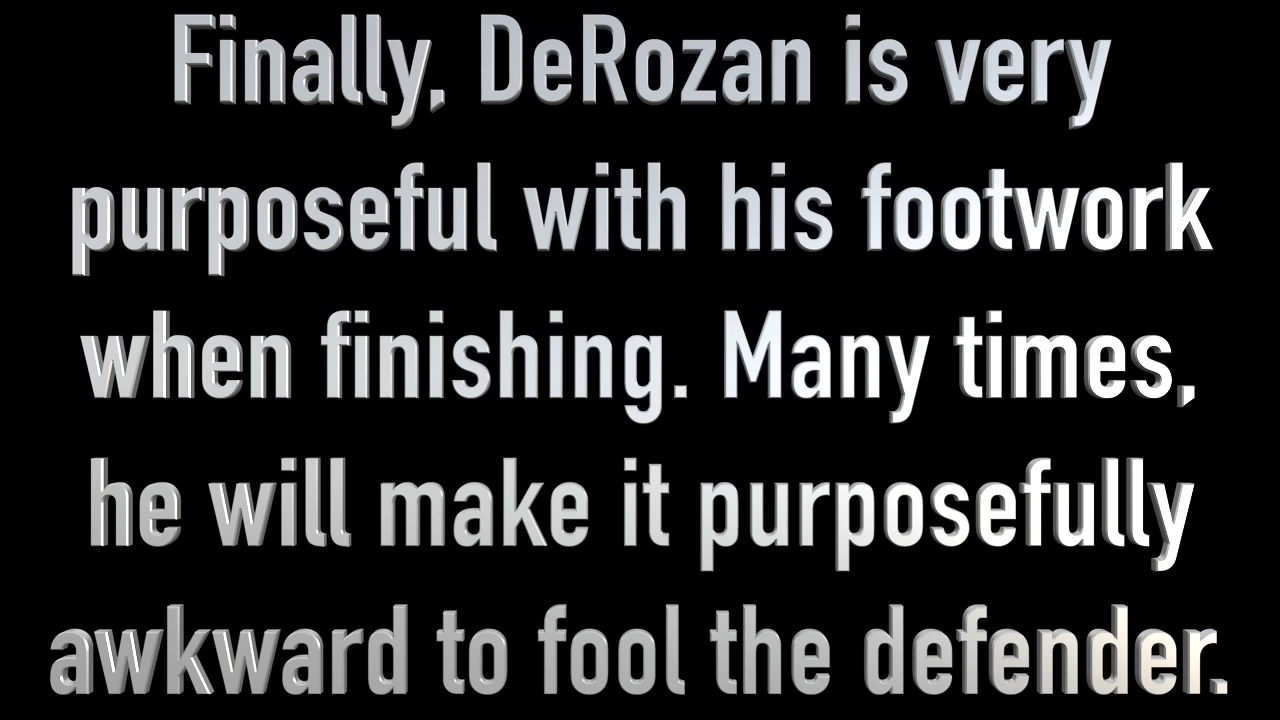 Finally, DeRozan is very
purposeful with his footwork
when finishing. Many times,
he will make it purposefully
awkward to fool the defender.